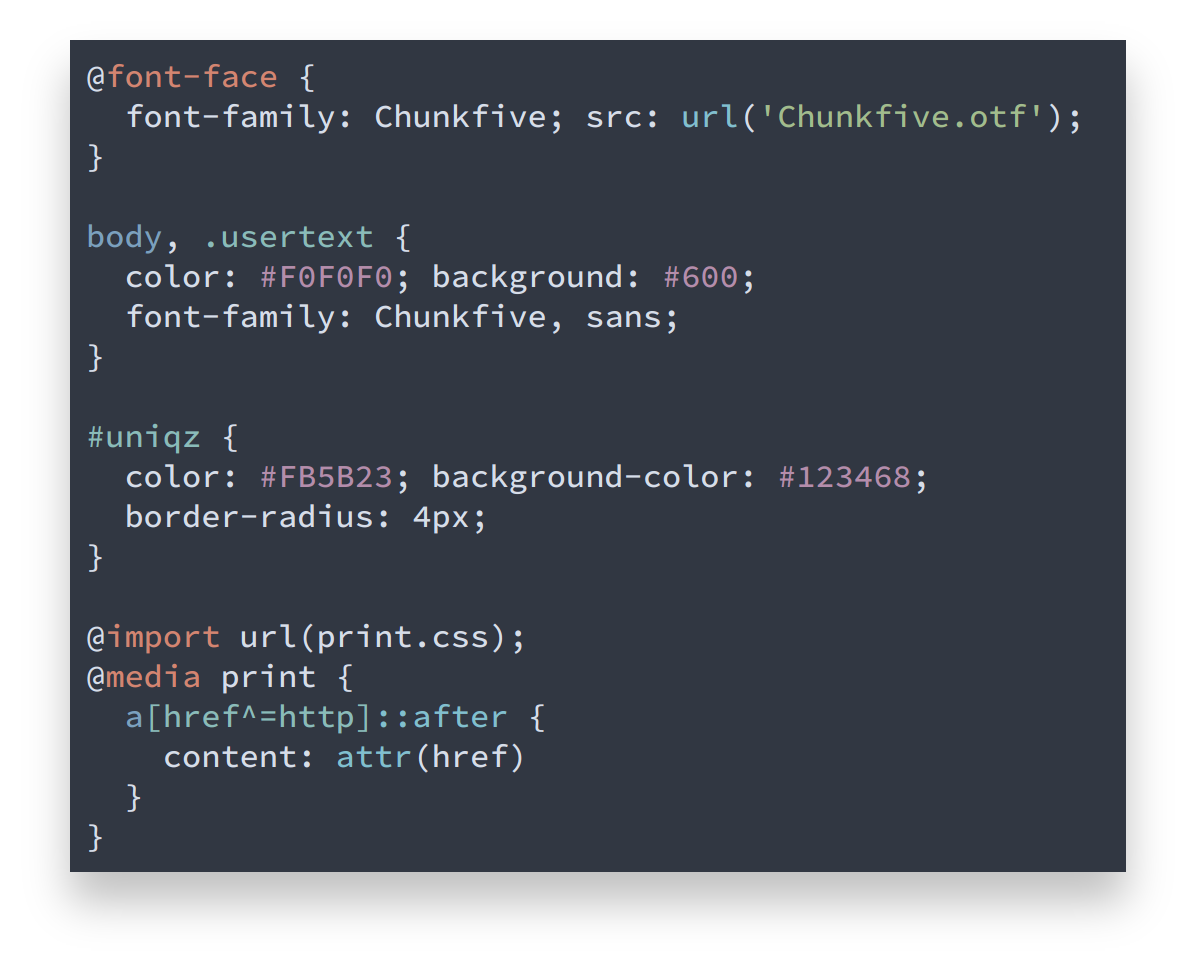 @font-face {
  font-family: Chunkfive; src: url('Chunkfive.otf');
}

body, .usertext {
  color: #F0F0F0; background: #600;
  font-family: Chunkfive, sans;
}

#uniqz {
  color: #FB5B23; background-color: #123468;
  border-radius: 4px;
}

@import url(print.css);
@media print {
  a[href^=http]::after {
    content: attr(href)
  }
}